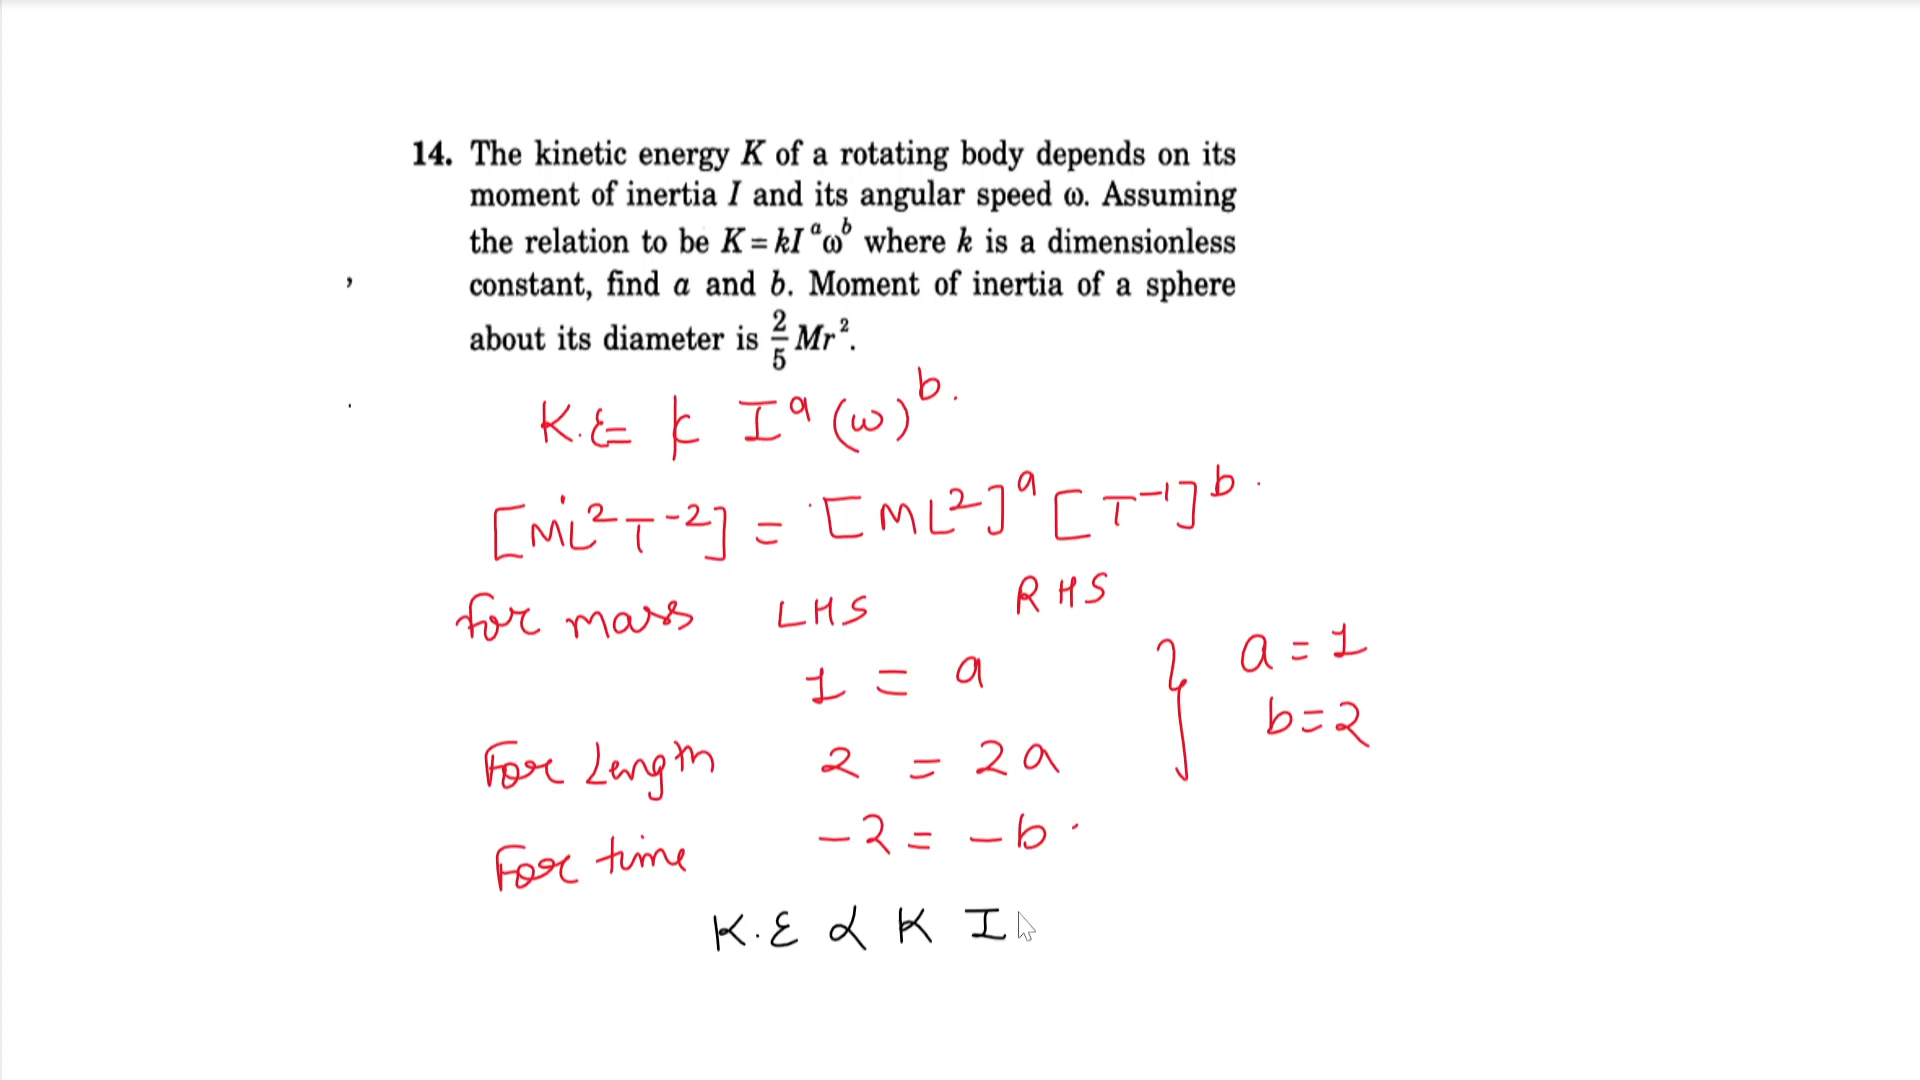 14. The kinetic energy K of a rotating body depends on its
moment of inertia I and its angular speed ω. Assuming
the relation to be K = kIᵃωᵇ where k is a dimensionless
constant, find a and b. Moment of inertia of a sphere
about its diameter is 2/5 Mr².
K.E = k Iᵃ (ω)ᵇ.
[ML²T⁻²] = [ML²]ᵃ [T⁻¹]ᵇ.
for mass LHS RHS
1 = a
a = 1
b = 2
For Length 2 = 2a
For time -2 = -b.
K.E α K I